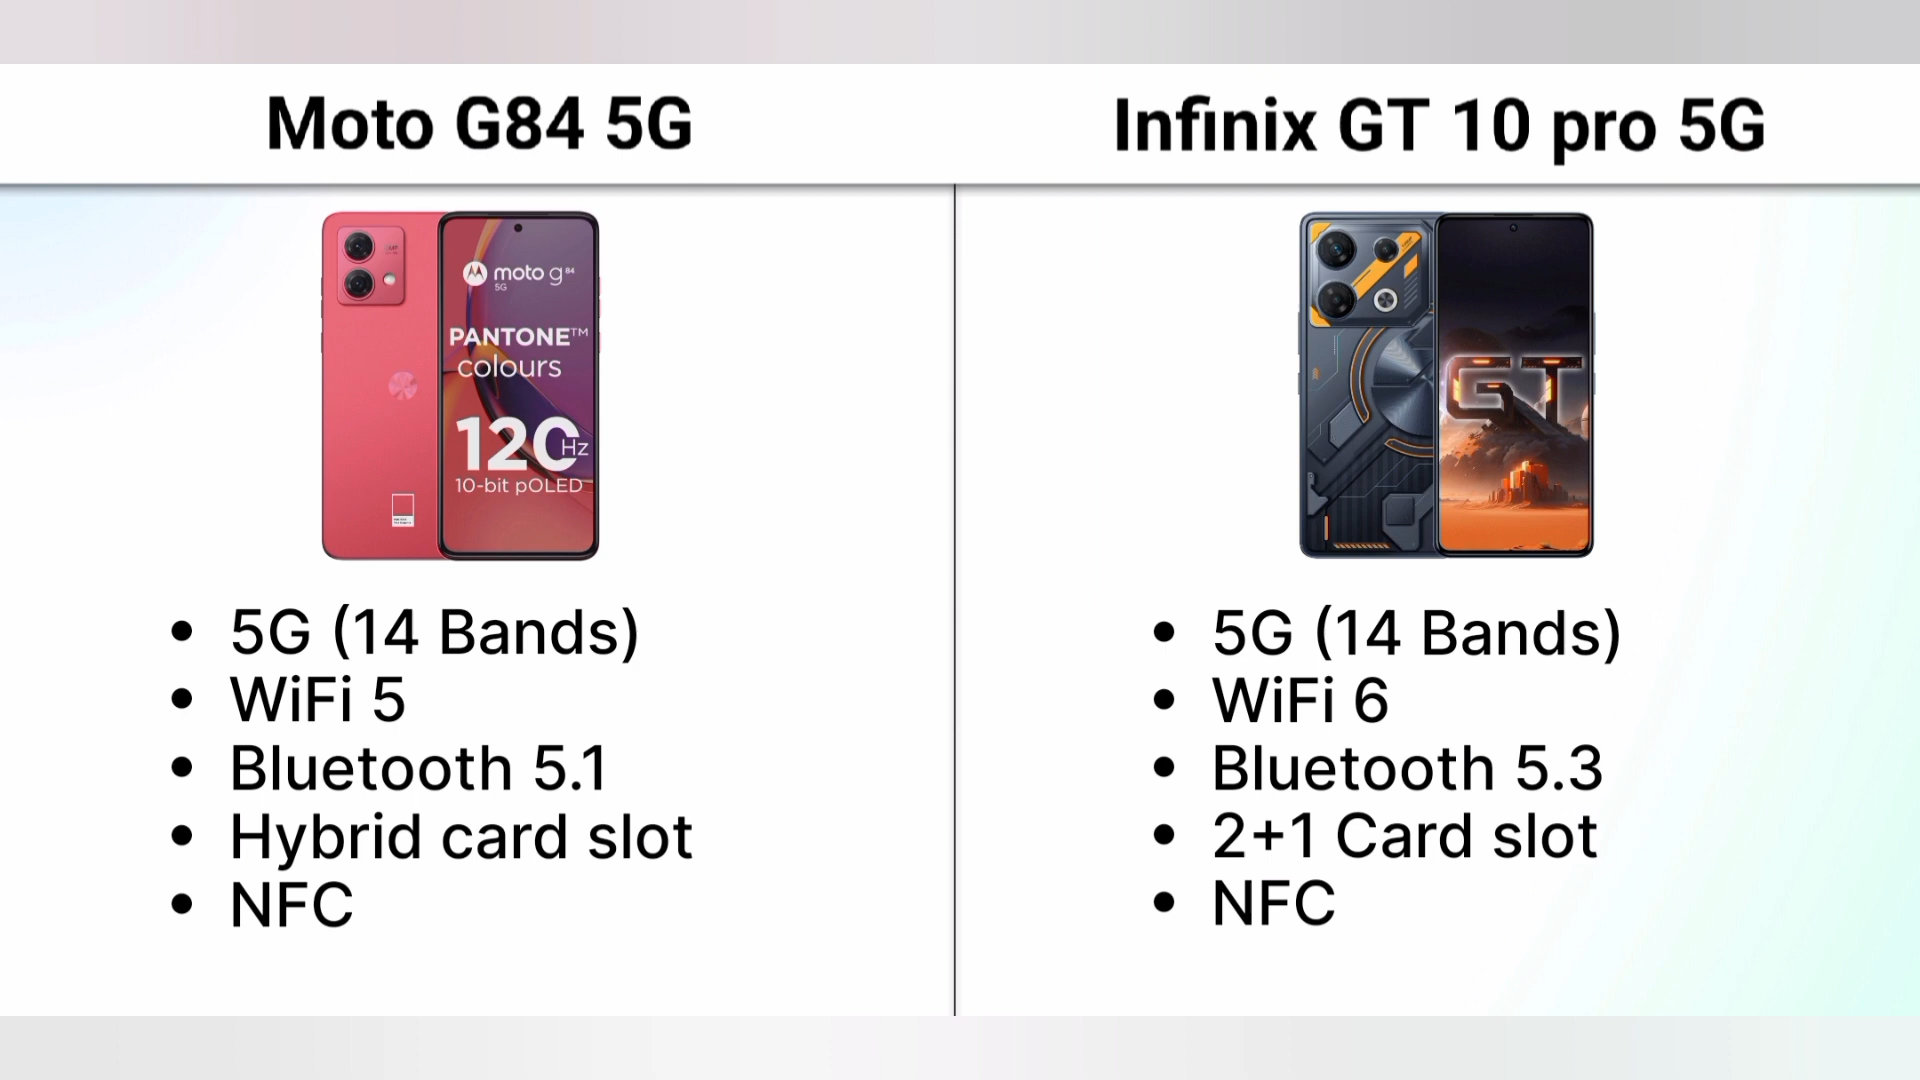 Moto G84 5G
Infinix GT 10 pro 5G
moto g84
5G
PANTONE™
colours
120Hz
10-bit pOLED
GT
• 5G (14 Bands)
• WiFi 5
• Bluetooth 5.1
• Hybrid card slot
• NFC
• 5G (14 Bands)
• WiFi 6
• Bluetooth 5.3
• 2+1 Card slot
• NFC